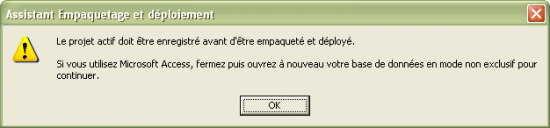 Assistant Empaquetage et déploiement
Le projet actif doit être enregistré avant d'être empaqueté et déployé.
Si vous utilisez Microsoft Access, fermez puis ouvrez à nouveau votre base de données en mode non exclusif pour
continuer.
OK